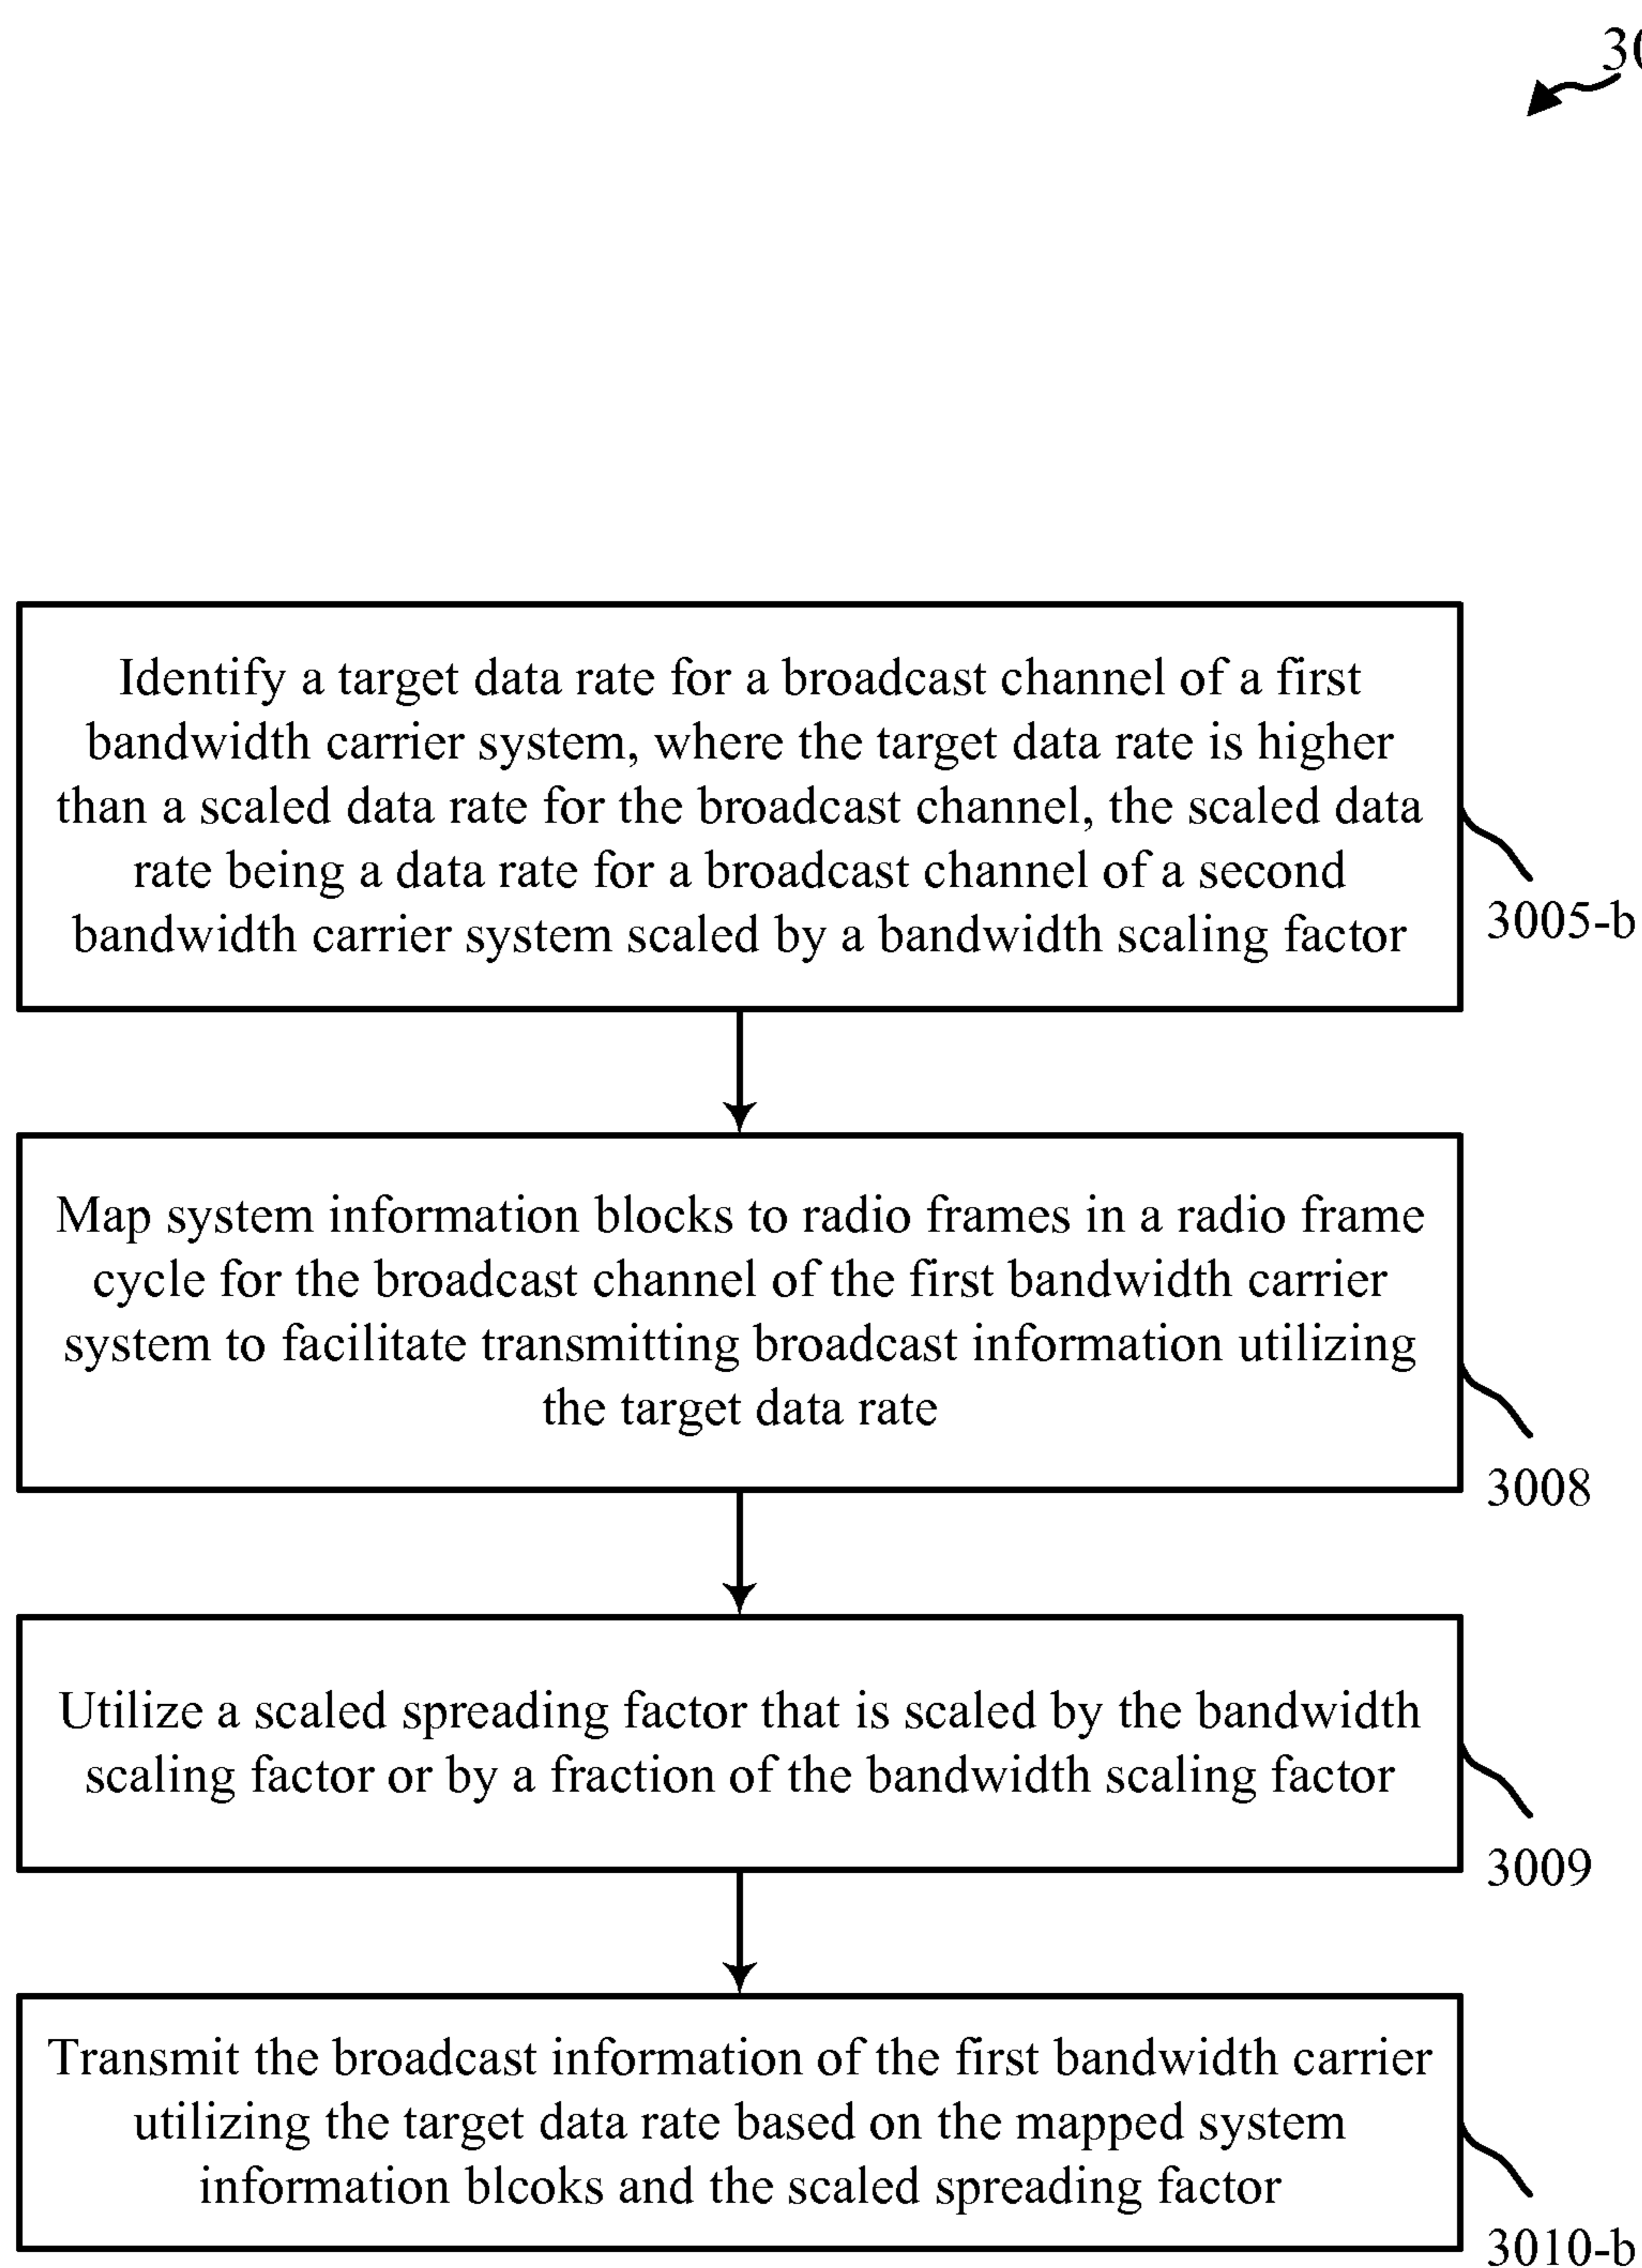 30
Identify a target data rate for a broadcast channel of a first
bandwidth carrier system, where the target data rate is higher
than a scaled data rate for the broadcast channel, the scaled data
rate being a data rate for a broadcast channel of a second
bandwidth carrier system scaled by a bandwidth scaling factor
3005-b
Map system information blocks to radio frames in a radio frame
cycle for the broadcast channel of the first bandwidth carrier
system to facilitate transmitting broadcast information utilizing
the target data rate
3008
Utilize a scaled spreading factor that is scaled by the bandwidth
scaling factor or by a fraction of the bandwidth scaling factor
3009
Transmit the broadcast information of the first bandwidth carrier
utilizing the target data rate based on the mapped system
information blcoks and the scaled spreading factor
3010-b